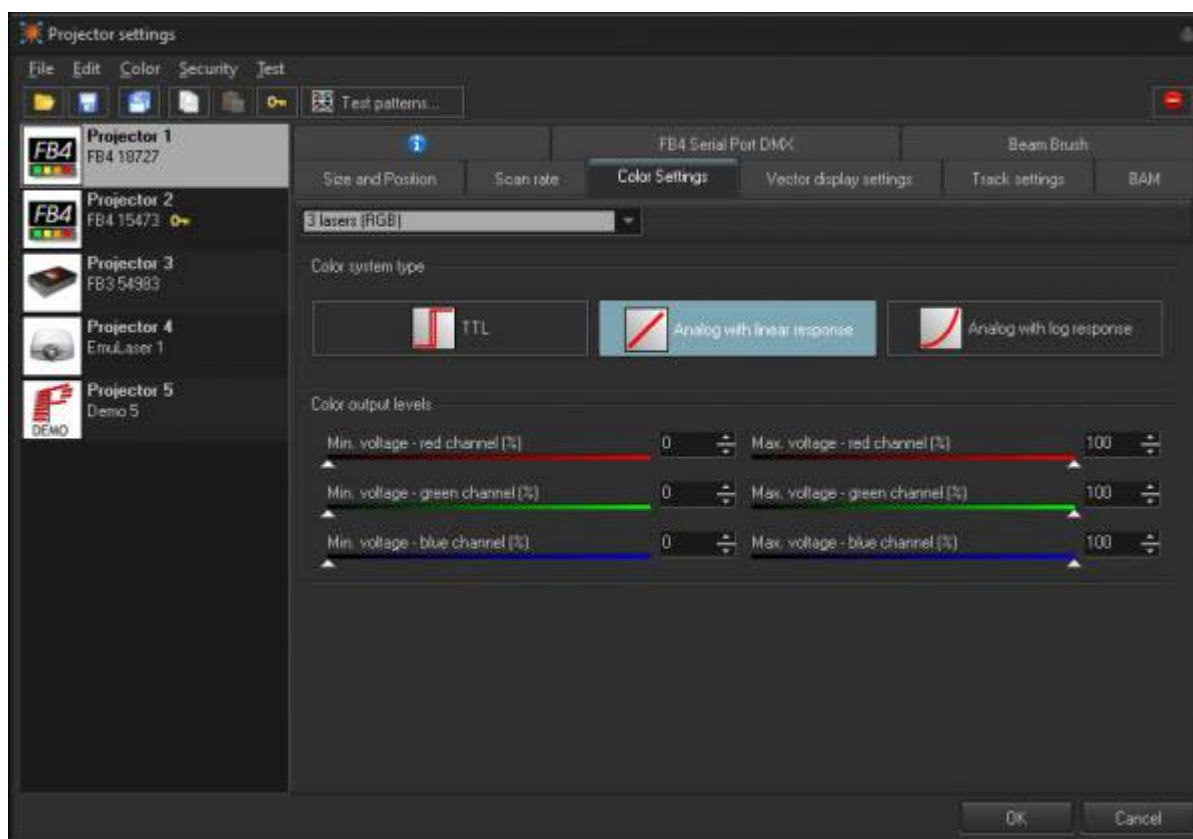 Projector settings
File Edit Color Security Test
Test patterns...
FB4
Projector 1
FB4 18727
FB4
Projector 2
FB4 15473
Projector 3
FB3 54983
Projector 4
EmuLaser 1
DEMO
Projector 5
Demo 5
FB4 Serial Port DMX Beam Brush
Size and Position Scan rate Color Settings Vector display settings Track settings BAM
3 lasers (RGB)
Color system type
TTL Analog with linear response Analog with log response
Color output levels
Min. voltage - red channel (%) 0 Max. voltage - red channel (%) 100
Min. voltage - green channel (%) 0 Max. voltage - green channel (%) 100
Min. voltage - blue channel (%) 0 Max. voltage - blue channel (%) 100
OK Cancel